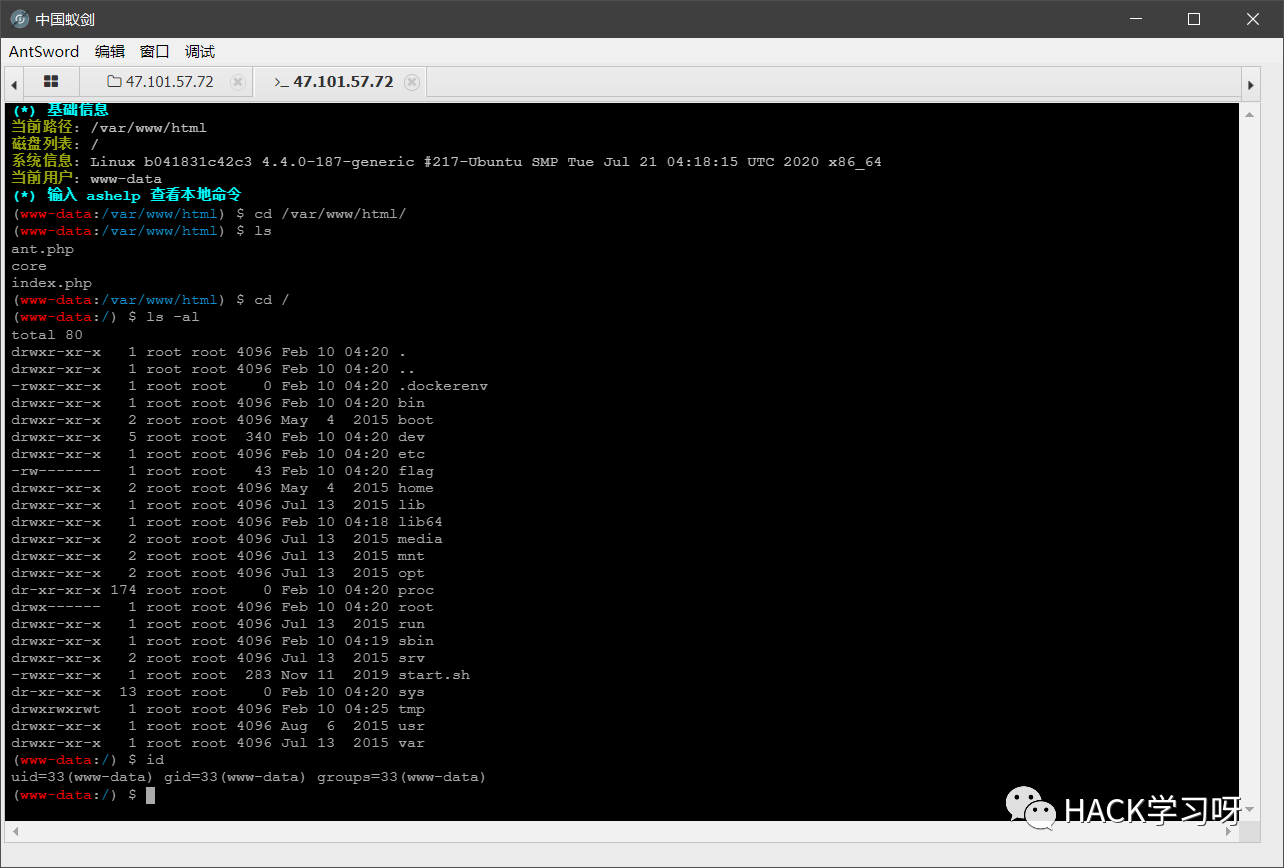 中国蚁剑
AntSword 编辑 窗口 调试
47.101.57.72 >_ 47.101.57.72
(*) 基础信息
当前路径: /var/www/html
磁盘列表: /
系统信息: Linux b041831c42c3 4.4.0-187-generic #217-Ubuntu SMP Tue Jul 21 04:18:15 UTC 2020 x86_64
当前用户: www-data
(*) 输入 ashelp 查看本地命令
(www-data:/var/www/html) $ cd /var/www/html/
(www-data:/var/www/html) $ ls
ant.php
core
index.php
(www-data:/var/www/html) $ cd /
(www-data:/) $ ls -al
total 80
drwxr-xr-x   1 root root 4096 Feb 10 04:20 .
drwxr-xr-x   1 root root 4096 Feb 10 04:20 ..
-rwxr-xr-x   1 root root    0 Feb 10 04:20 .dockerenv
drwxr-xr-x   1 root root 4096 Feb 10 04:20 bin
drwxr-xr-x   2 root root 4096 May  4  2015 boot
drwxr-xr-x   5 root root  340 Feb 10 04:20 dev
drwxr-xr-x   1 root root 4096 Feb 10 04:20 etc
-rw-------   1 root root   43 Feb 10 04:20 flag
drwxr-xr-x   2 root root 4096 May  4  2015 home
drwxr-xr-x   1 root root 4096 Jul 13  2015 lib
drwxr-xr-x   1 root root 4096 Feb 10 04:18 lib64
drwxr-xr-x   2 root root 4096 Jul 13  2015 media
drwxr-xr-x   2 root root 4096 Jul 13  2015 mnt
drwxr-xr-x   2 root root 4096 Jul 13  2015 opt
dr-xr-xr-x 174 root root    0 Feb 10 04:20 proc
drwx------   1 root root 4096 Feb 10 04:20 root
drwxr-xr-x   1 root root 4096 Jul 13  2015 run
drwxr-xr-x   1 root root 4096 Feb 10 04:19 sbin
drwxr-xr-x   2 root root 4096 Jul 13  2015 srv
-rwxr-xr-x   1 root root  283 Nov 11  2019 start.sh
dr-xr-xr-x  13 root root    0 Feb 10 04:20 sys
drwxrwxrwt   1 root root 4096 Feb 10 04:25 tmp
drwxr-xr-x   1 root root 4096 Aug  6  2015 usr
drwxr-xr-x   1 root root 4096 Jul 13  2015 var
(www-data:/) $ id
uid=33(www-data) gid=33(www-data) groups=33(www-data)
(www-data:/) $
HACK学习呀